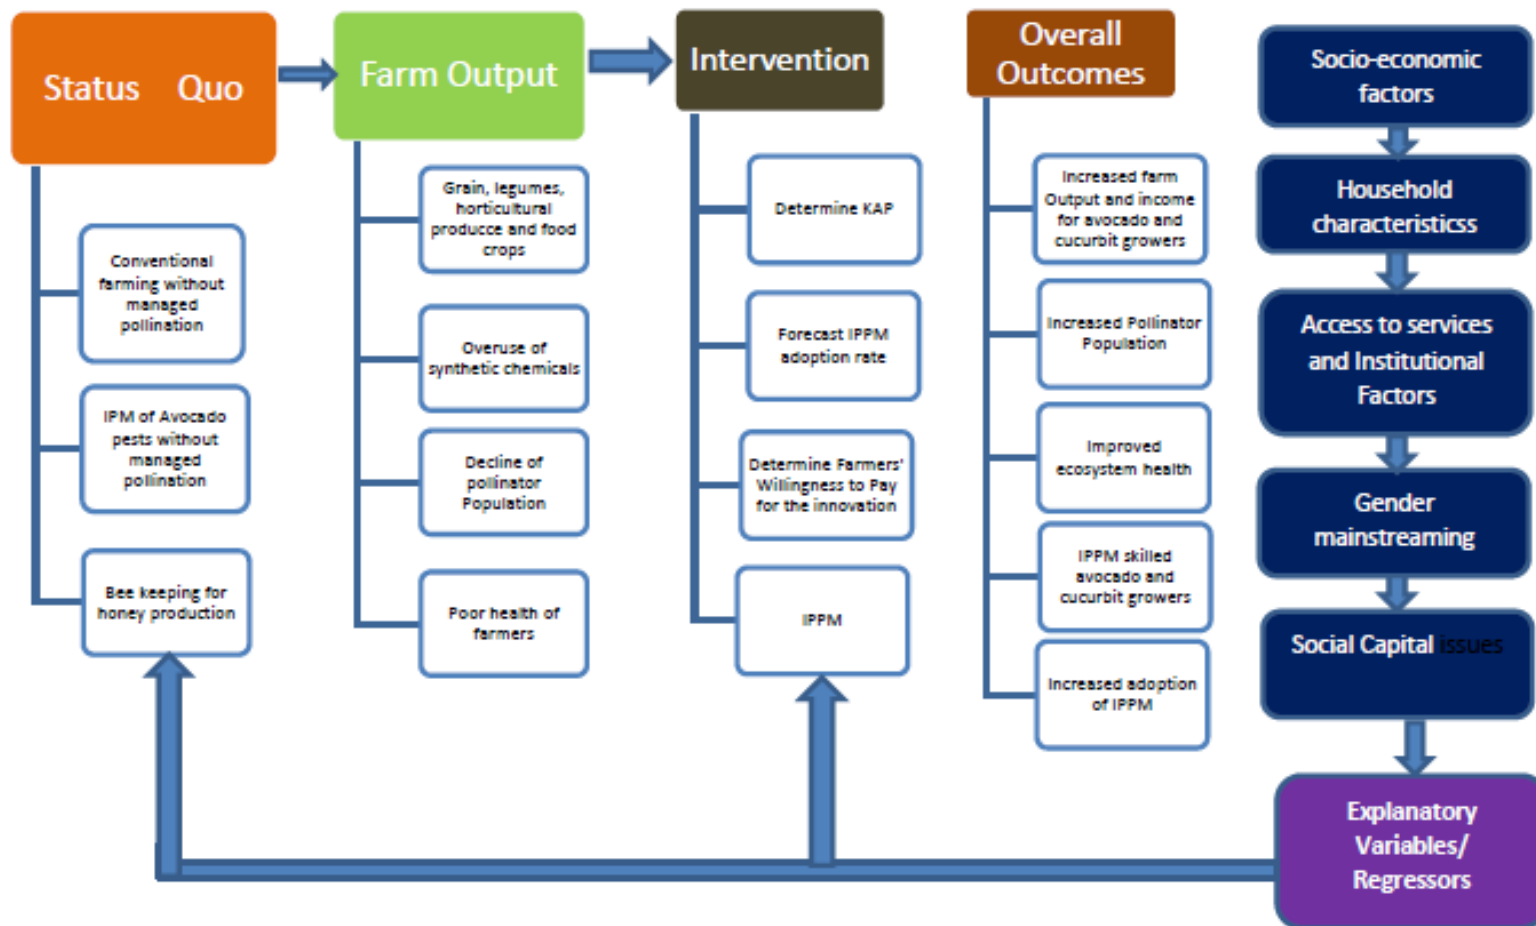 Status Quo
Conventional
farming without
managed
pollination
IPM of Avocado
pests without
managed
pollination
Bee keeping for
honey production
Farm Output
Grain, legumes,
horticultural
producce and food
crops
Overuse of
synthetic chemicals
Decline of
pollinator
Population
Poor health of
farmers
Intervention
Determine KAP
Forecast IPPM
adoption rate
Determine Farmers'
Willingness to Pay
for the innovation
IPPM
Overall
Outcomes
Increased farm
Output and income
for avocado and
cucurbit growers
Increased Pollinator
Population
Improved
ecosystem health
IPPM skilled
avocado and
cucurbit growers
Increased adoption
of IPPM
Socio-economic
factors
Household
characteristicss
Access to services
and Institutional
Factors
Gender
mainstreaming
Social Capital issues
Explanatory
Variables/
Regressors